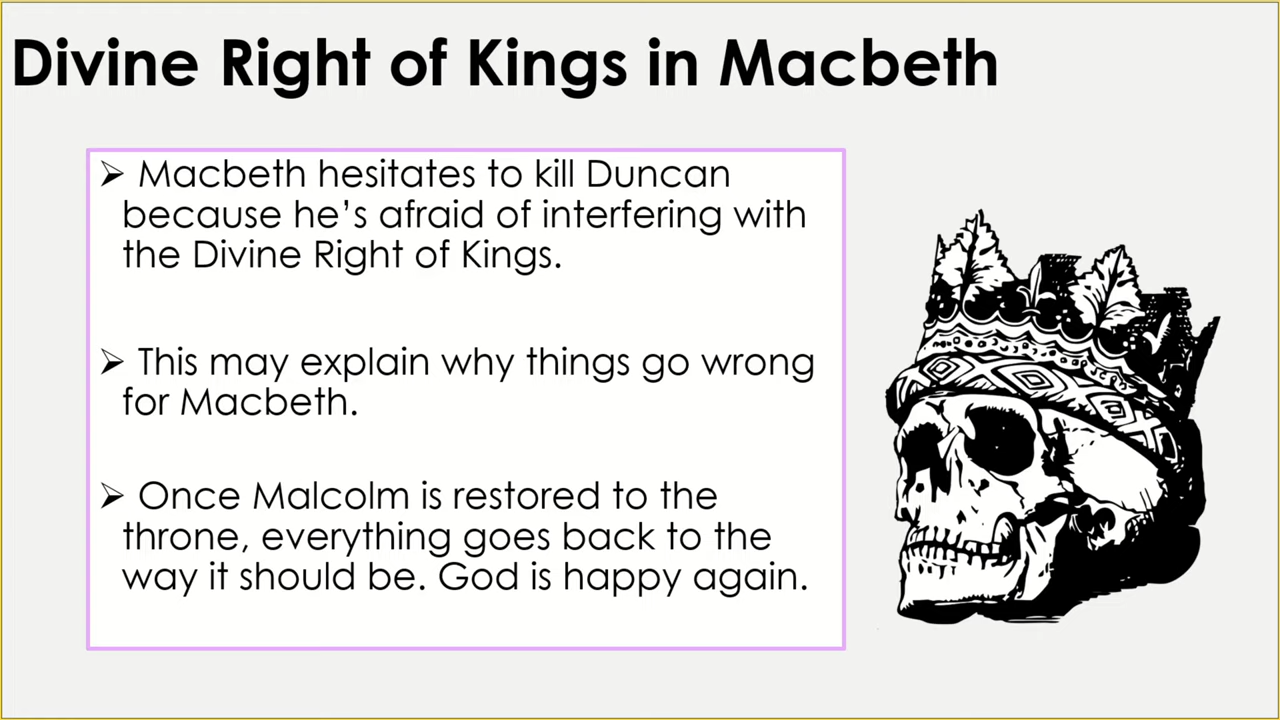 Divine Right of Kings in Macbeth
➢ Macbeth hesitates to kill Duncan
because he’s afraid of interfering with
the Divine Right of Kings.
➢ This may explain why things go wrong
for Macbeth.
➢ Once Malcolm is restored to the
throne, everything goes back to the
way it should be. God is happy again.